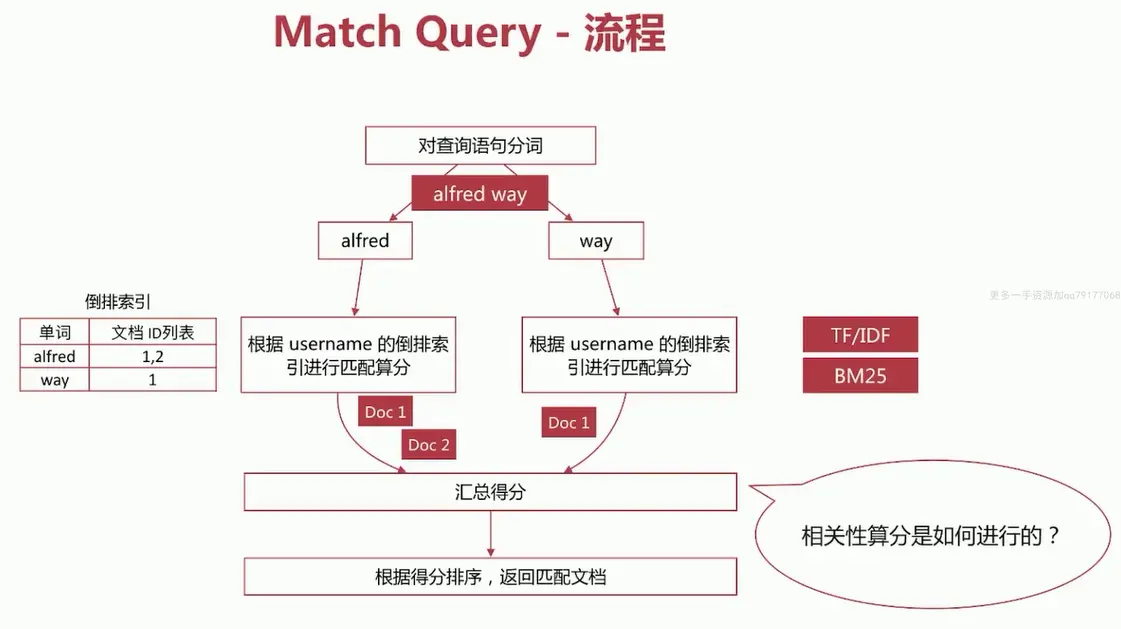 Match Query - 流程
对查询语句分词
alfred way
alfred
way
倒排索引
单词 文档 ID列表
alfred 1,2
way 1
根据 username 的倒排索
引进行匹配算分
根据 username 的倒排索
引进行匹配算分
TF/IDF
BM25
Doc 1
Doc 2
Doc 1
汇总得分
相关性算分是如何进行的？
根据得分排序，返回匹配文档
更多一手资源加qq79177068